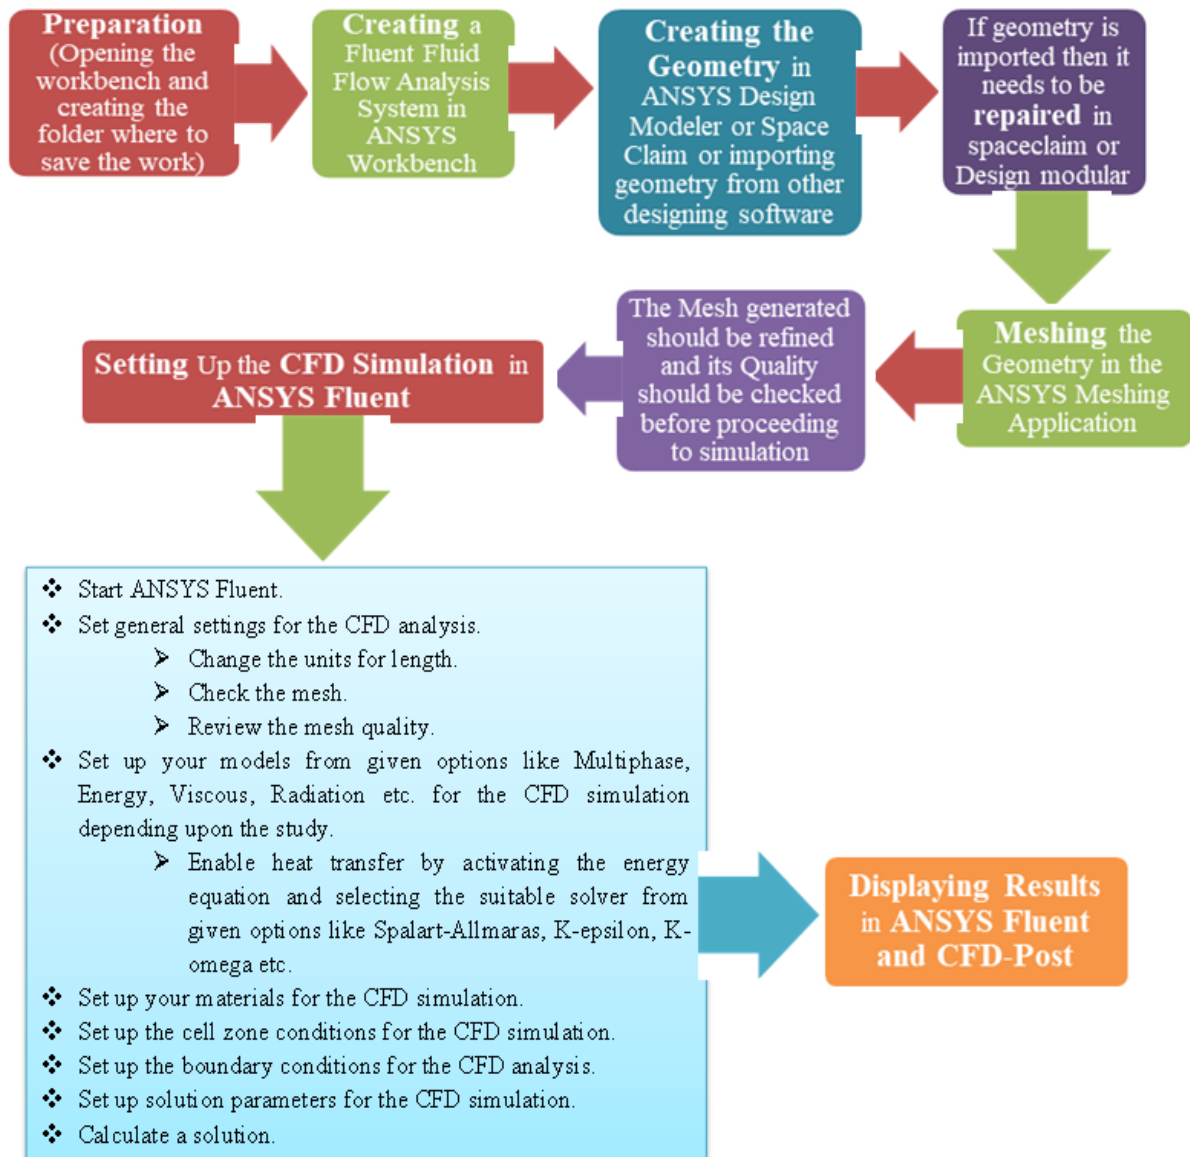 Preparation
(Opening the
workbench and
creating the
folder where to
save the work)
Creating a
Fluent Fluid
Flow Analysis
System in
ANSYS
Workbench
Creating the
Geometry in
ANSYS Design
Modeler or Space
Claim or importing
geometry from other
designing software
If geometry is
imported then it
needs to be
repaired in
spaceclaim or
Design modular
Meshing the
Geometry in the
ANSYS Meshing
Application
The Mesh generated
should be refined
and its Quality
should be checked
before proceeding
to simulation
Setting Up the CFD Simulation in
ANSYS Fluent
❖ Start ANSYS Fluent.
❖ Set general settings for the CFD analysis.
➤ Change the units for length.
➤ Check the mesh.
➤ Review the mesh quality.
❖ Set up your models from given options like Multiphase,
Energy, Viscous, Radiation etc. for the CFD simulation
depending upon the study.
➤ Enable heat transfer by activating the energy
equation and selecting the suitable solver from
given options like Spalart-Allmaras, K-epsilon, K-
omega etc.
❖ Set up your materials for the CFD simulation.
❖ Set up the cell zone conditions for the CFD simulation.
❖ Set up the boundary conditions for the CFD analysis.
❖ Set up solution parameters for the CFD simulation.
❖ Calculate a solution.
Displaying Results
in ANSYS Fluent
and CFD-Post